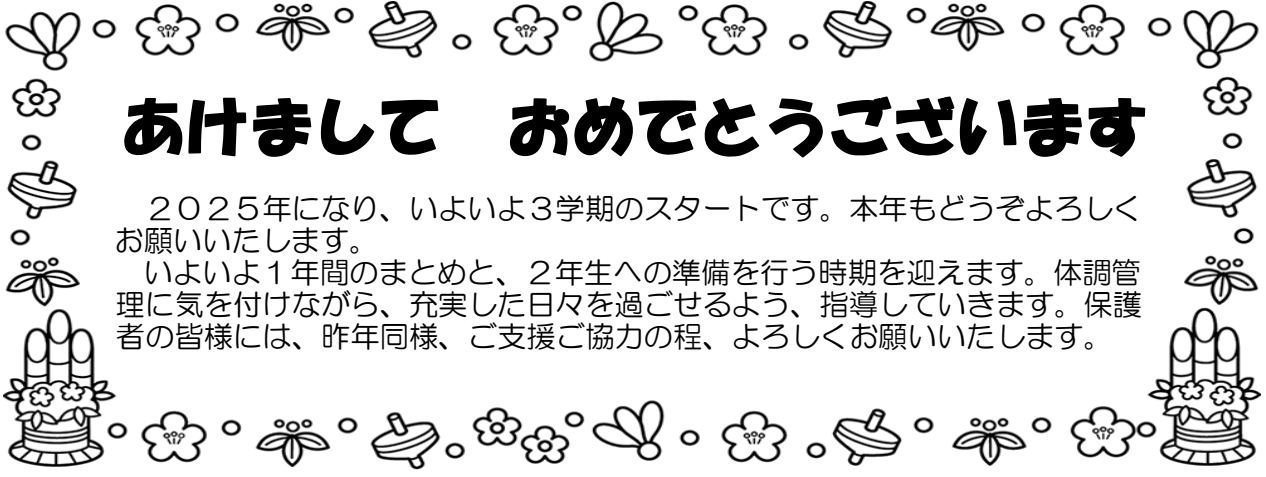 あけまして　おめでとうございます
　２０２５年になり、いよいよ３学期のスタートです。本年もどうぞよろしく
お願いいたします。
　いよいよ１年間のまとめと、２年生への準備を行う時期を迎えます。体調管
理に気を付けながら、充実した日々を過ごせるよう、指導していきます。保護
者の皆様には、昨年同様、ご支援ご協力の程、よろしくお願いいたします。